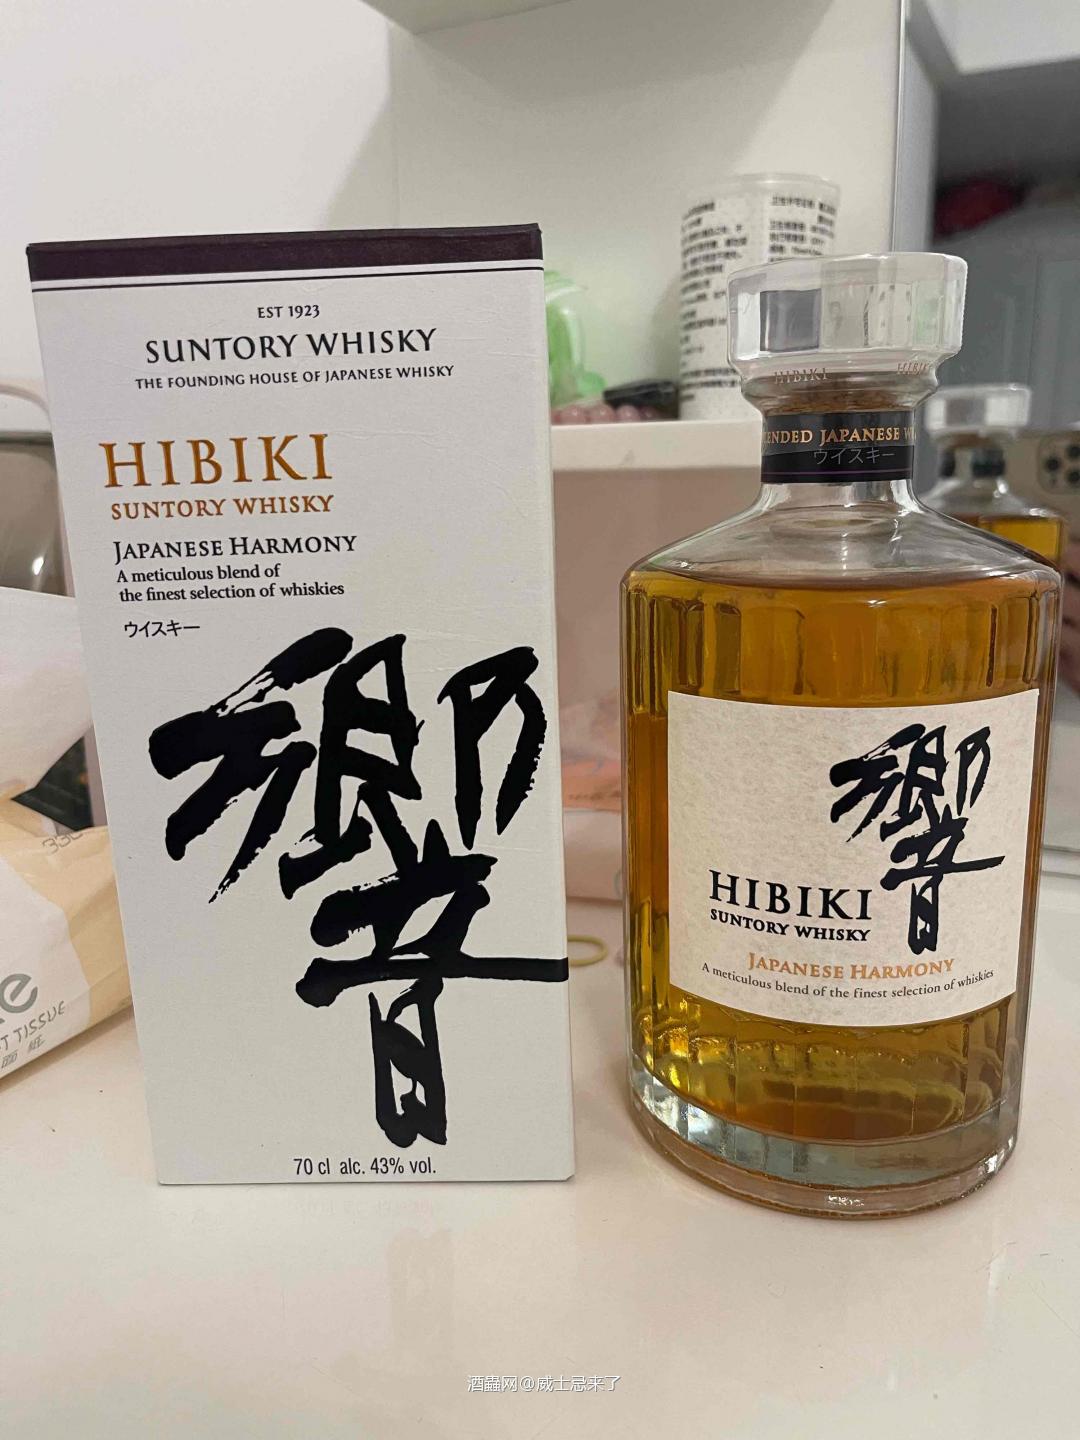 EST 1923
SUNTORY WHISKY
THE FOUNDING HOUSE OF JAPANESE WHISKY
HIBIKI
SUNTORY WHISKY
JAPANESE HARMONY
A meticulous blend of
the finest selection of whiskies
ウイスキー
響
70 cl alc. 43% vol.
HIBIKI
JAPANESE
ウイスキー
響
HIBIKI
SUNTORY WHISKY
JAPANESE HARMONY
A meticulous blend of the finest selection of whiskies
TISSUE
酒蟲网@威士忌来了